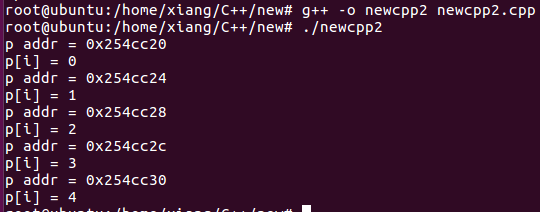 root@ubuntu:/home/xiang/C++/new# g++ -o newcpp2 newcpp2.cpp
root@ubuntu:/home/xiang/C++/new# ./newcpp2
p addr = 0x254cc20
p[i] = 0
p addr = 0x254cc24
p[i] = 1
p addr = 0x254cc28
p[i] = 2
p addr = 0x254cc2c
p[i] = 3
p addr = 0x254cc30
p[i] = 4
root@ubuntu:/home/xiang/C++/new#